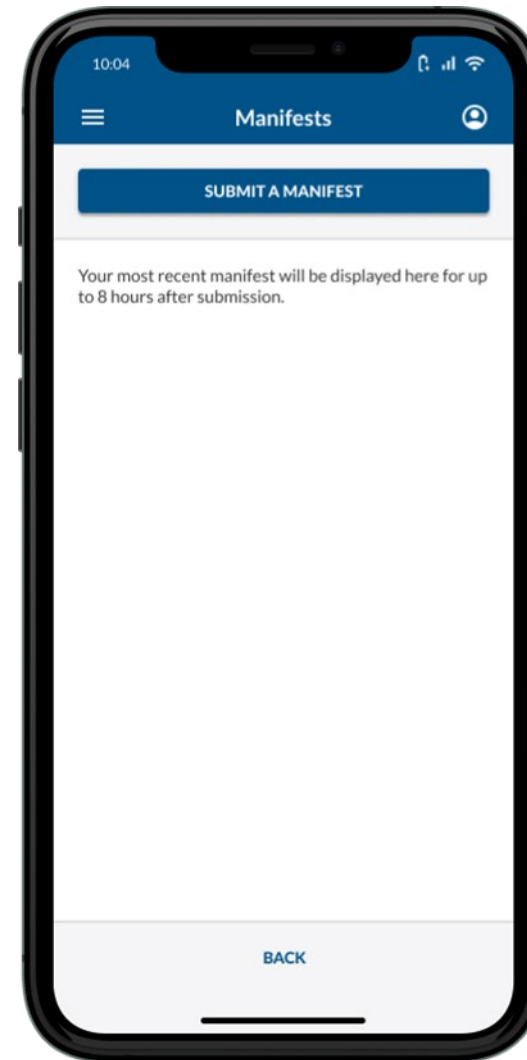 10:04
Manifests
SUBMIT A MANIFEST
Your most recent manifest will be displayed here for up
to 8 hours after submission.
BACK